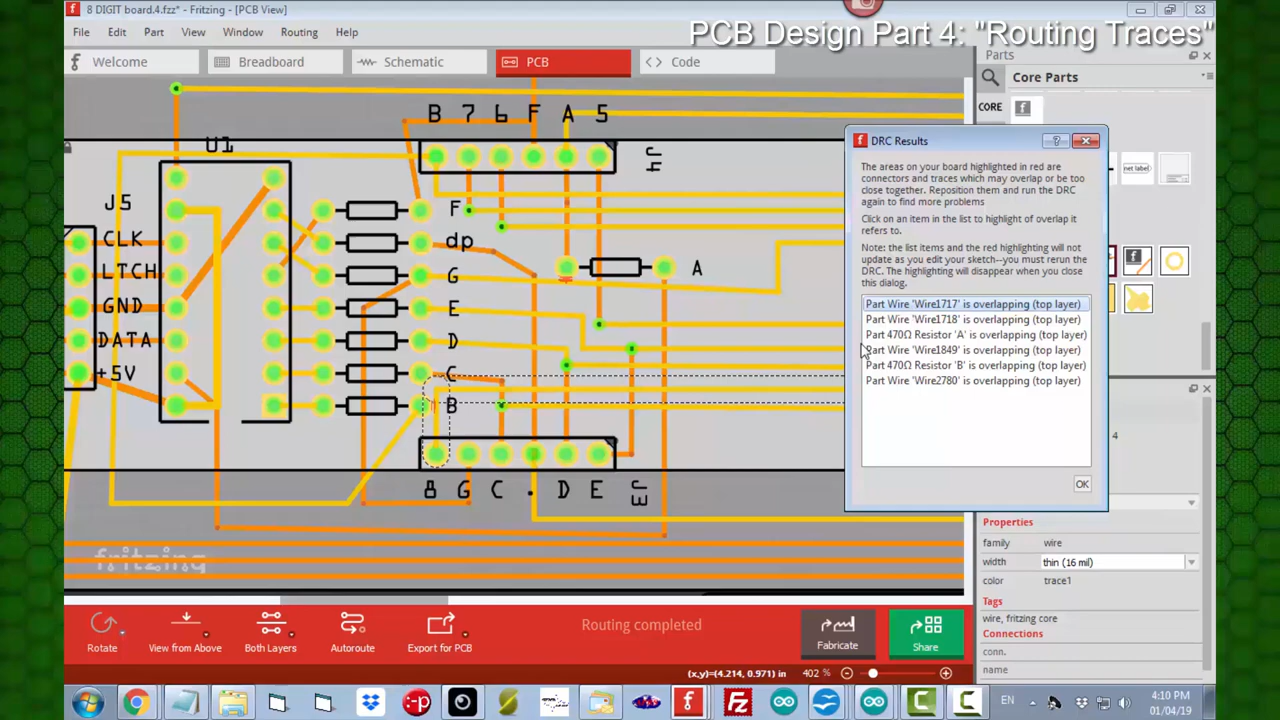 8 DIGIT board.4.fzz* - Fritzing - [PCB View]
PCB Design Part 4: "Routing Traces"
File Edit Part View Window Routing Help
Welcome Breadboard Schematic PCB Code
Parts
Core Parts
CORE
net label
B 7 6 F A 5
U1
J5
CLK
LTCH
GND
DATA
+5V
F
dp
G
E
D
C
B
A
8 G C . D E
DRC Results
The areas on your board highlighted in red are
connectors and traces which may overlap or be too
close together. Reposition them and run the DRC
again to find more problems
Click on an item in the list to highlight of overlap it
refers to.
Note: the list items and the red highlighting will not
update as you edit your sketch--you must rerun the
DRC. The highlighting will disappear when you close
this dialog.
Part Wire 'Wire1717' is overlapping (top layer)
Part Wire 'Wire1718' is overlapping (top layer)
Part 470Ω Resistor 'A' is overlapping (top layer)
Part Wire 'Wire1849' is overlapping (top layer)
Part 470Ω Resistor 'B' is overlapping (top layer)
Part Wire 'Wire2780' is overlapping (top layer)
OK
4
Properties
family wire
width thin (16 mil)
color trace1
Tags
wire, fritzing core
Connections
conn.
name
fritzing
Rotate View from Above Both Layers Autoroute Export for PCB
Routing completed
Fabricate Share
(x,y)=(4.214, 0.971) in 402 %
EN
4:10 PM
01/04/19